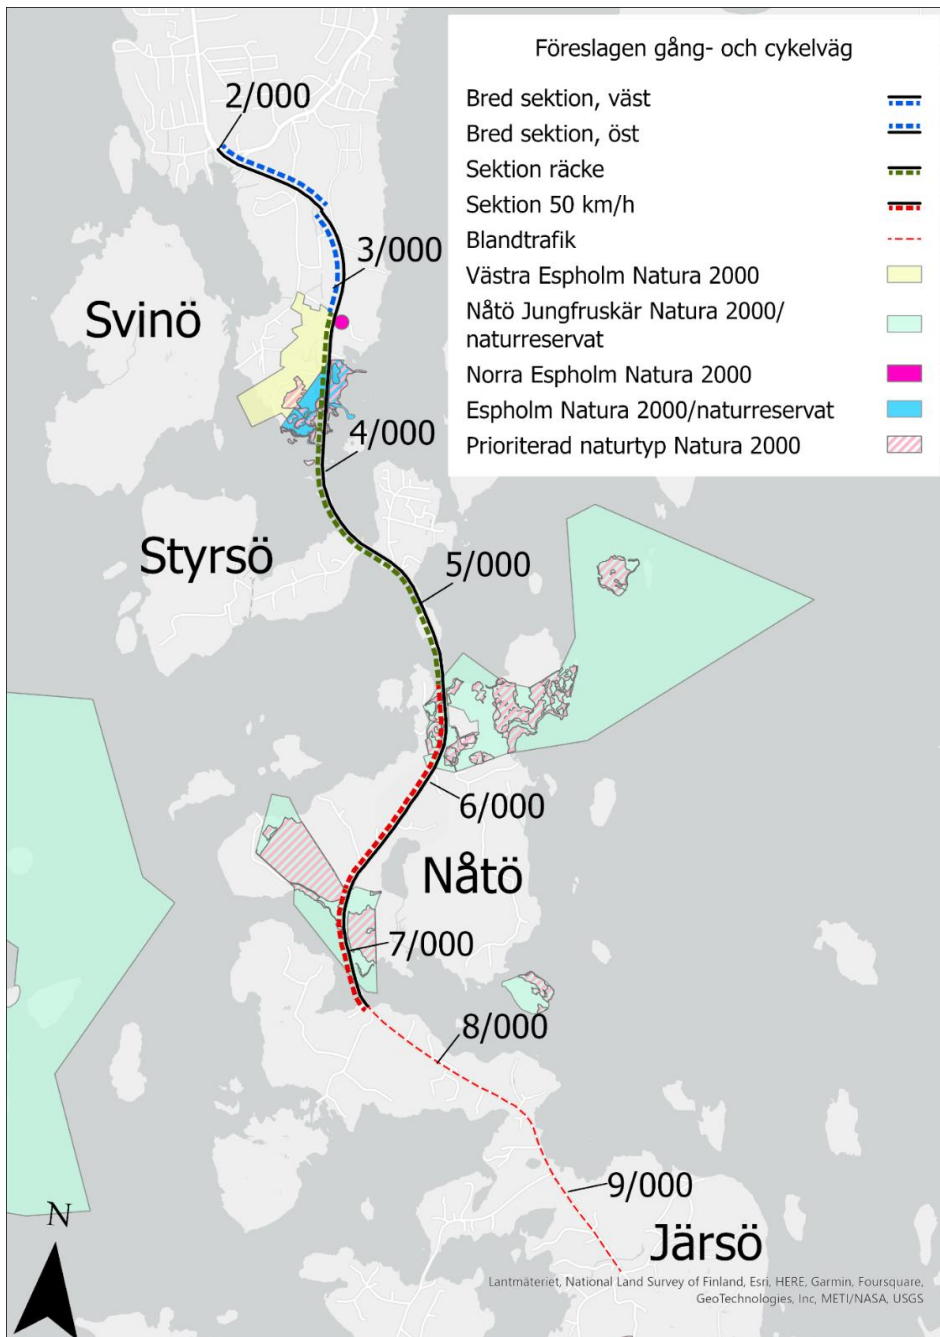 Föreslagen gång- och cykelväg
Bred sektion, väst
Bred sektion, öst
Sektion räcke
Sektion 50 km/h
Blandtrafik
Västra Espholm Natura 2000
Nåtö Jungfruskär Natura 2000/
naturreservat
Norra Espholm Natura 2000
Espholm Natura 2000/naturreservat
Prioriterad naturtyp Natura 2000
2/000
3/000
Svinö
4/000
Styrsö
5/000
6/000
Nåtö
7/000
8/000
9/000
N
Järsö
Lantmäteriet, National Land Survey of Finland, Esri, HERE, Garmin, Foursquare,
GeoTechnologies, Inc, METI/NASA, USGS